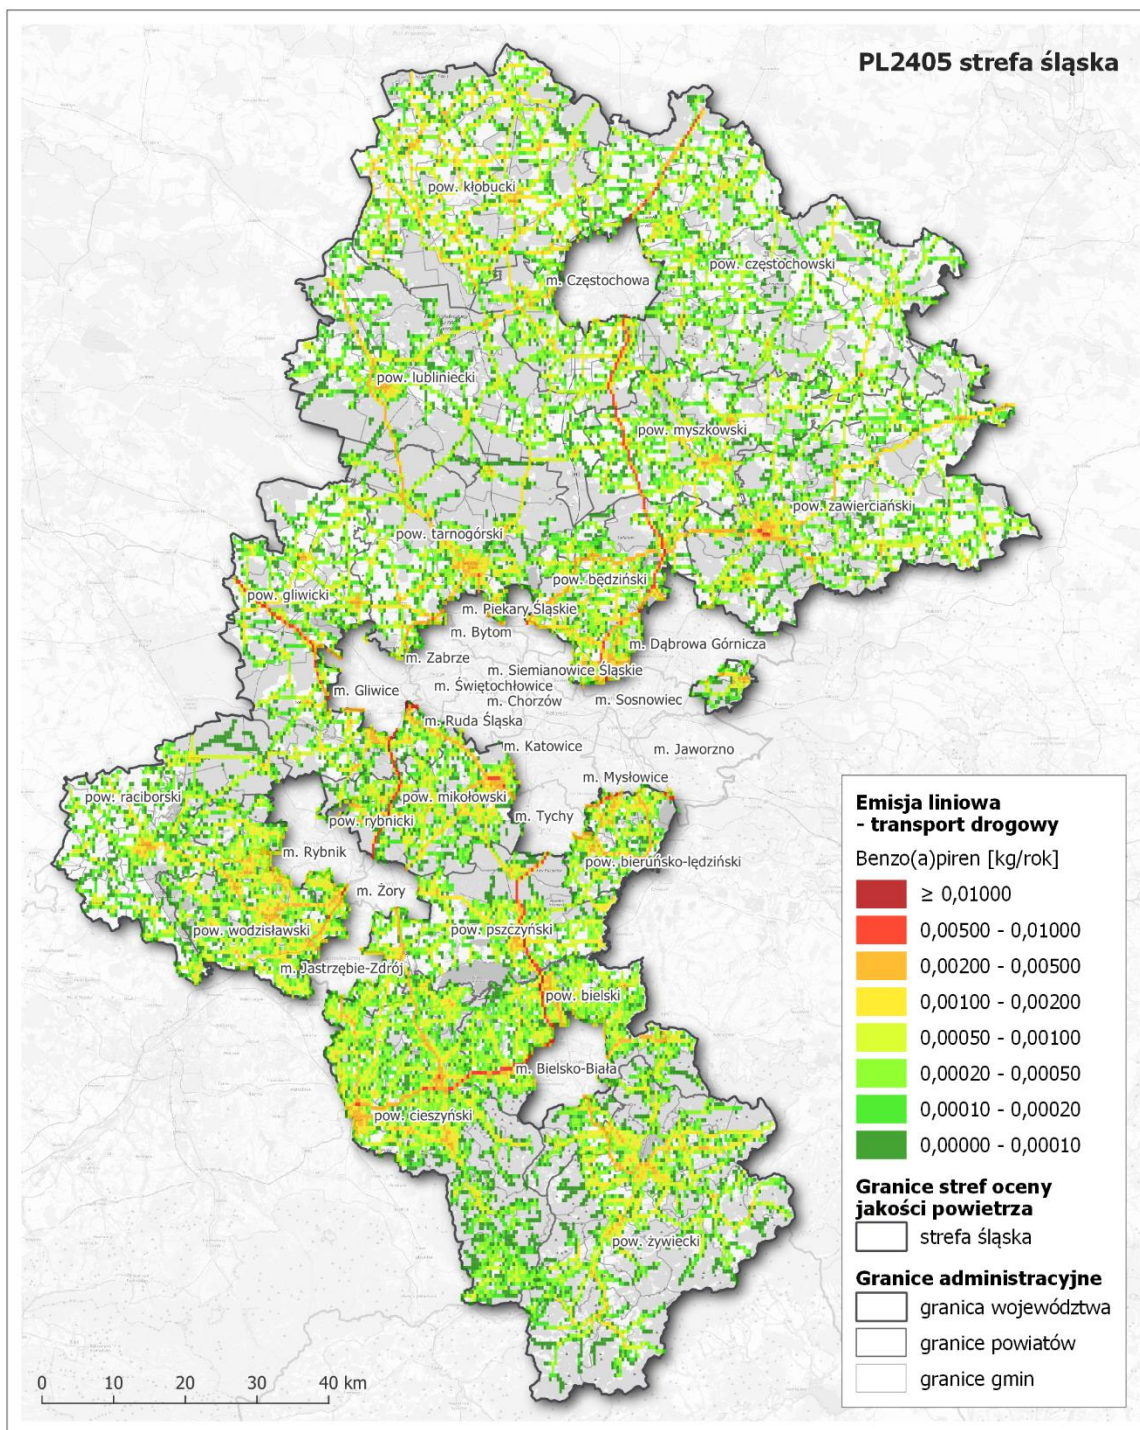 PL2405 strefa śląska
pow. kłobucki
pow. częstochowski
m. Częstochowa
pow. lubliniecki
pow. myszkowski
pow. zawierciański
pow. tarnogórski
pow. będziński
pow. gliwicki
m. Piekary Śląskie
m. Bytom
m. Dąbrowa Górnicza
m. Zabrze
m. Siemianowice Śląskie
m. Świętochłowice
m. Gliwice
m. Chorzów
m. Sosnowiec
m. Ruda Śląska
m. Katowice
m. Jaworzno
m. Mysłowice
pow. raciborski
pow. mikołowski
m. Tychy
pow. rybnicki
m. Rybnik
pow. bieruńsko-lędziński
m. Żory
pow. wodzisławski
pow. pszczyński
m. Jastrzębie-Zdrój
pow. bielski
m. Bielsko-Biała
pow. cieszyński
pow. żywiecki
Emisja liniowa
- transport drogowy
Benzo(a)piren [kg/rok]
≥ 0,01000
0,00500 - 0,01000
0,00200 - 0,00500
0,00100 - 0,00200
0,00050 - 0,00100
0,00020 - 0,00050
0,00010 - 0,00020
0,00000 - 0,00010
Granice stref oceny
jakości powietrza
strefa śląska
Granice administracyjne
granica województwa
granice powiatów
granice gmin
0 10 20 30 40 km